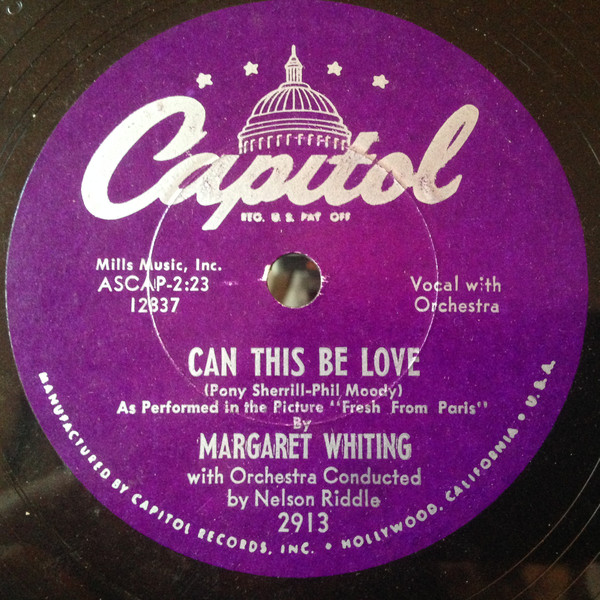 Capitol
REG. U.S. PAT OFF
Mills Music, Inc.
ASCAP-2:23
12837
Vocal with
Orchestra
CAN THIS BE LOVE
(Pony Sherrill-Phil Moody)
As Performed in the Picture "Fresh From Paris"
By
MARGARET WHITING
with Orchestra Conducted
by Nelson Riddle
2913
MANUFACTURED BY CAPITOL RECORDS, INC. • HOLLYWOOD, CALIFORNIA • U.S.A.